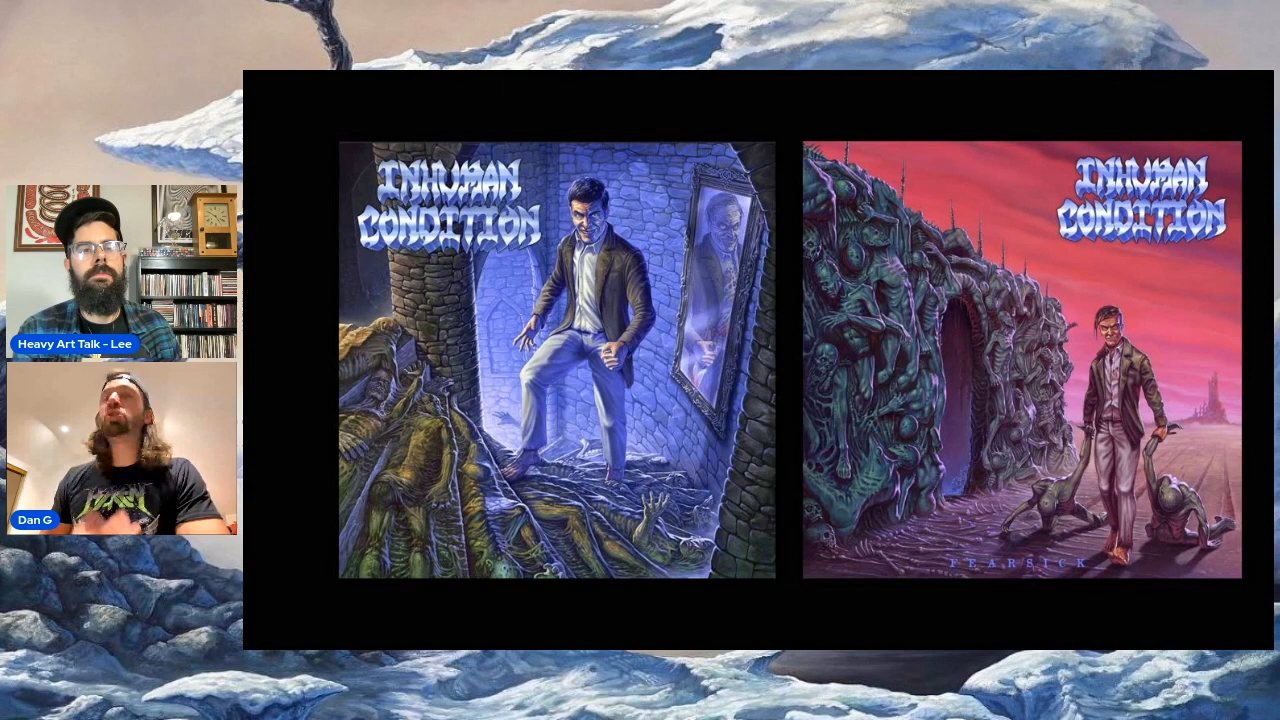 INHUMAN
CONDITION
INHUMAN
CONDITION
FEARSICK
Heavy Art Talk - Lee
Dan G